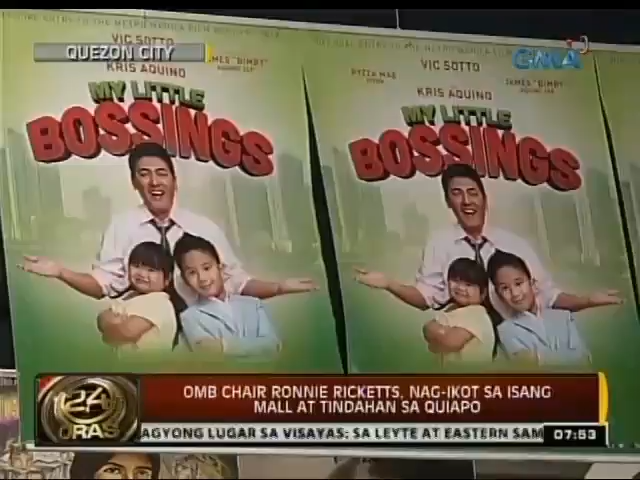 QUEZON CITY
VIC SOTTO
KRIS AQUINO
MY LITTLE
BOSSINGS
VIC SOTTO
RYZZA MAE
JAMES "BIMBY"
KRIS AQUINO
MY LITTLE
BOSSINGS
GMA
OMB CHAIR RONNIE RICKETTS, NAG-IKOT SA ISANG
MALL AT TINDAHAN SA QUIAPO
24
ORAS
AGYONG LUGAR SA VISAYAS: SA LEYTE AT EASTERN SAM
07:53